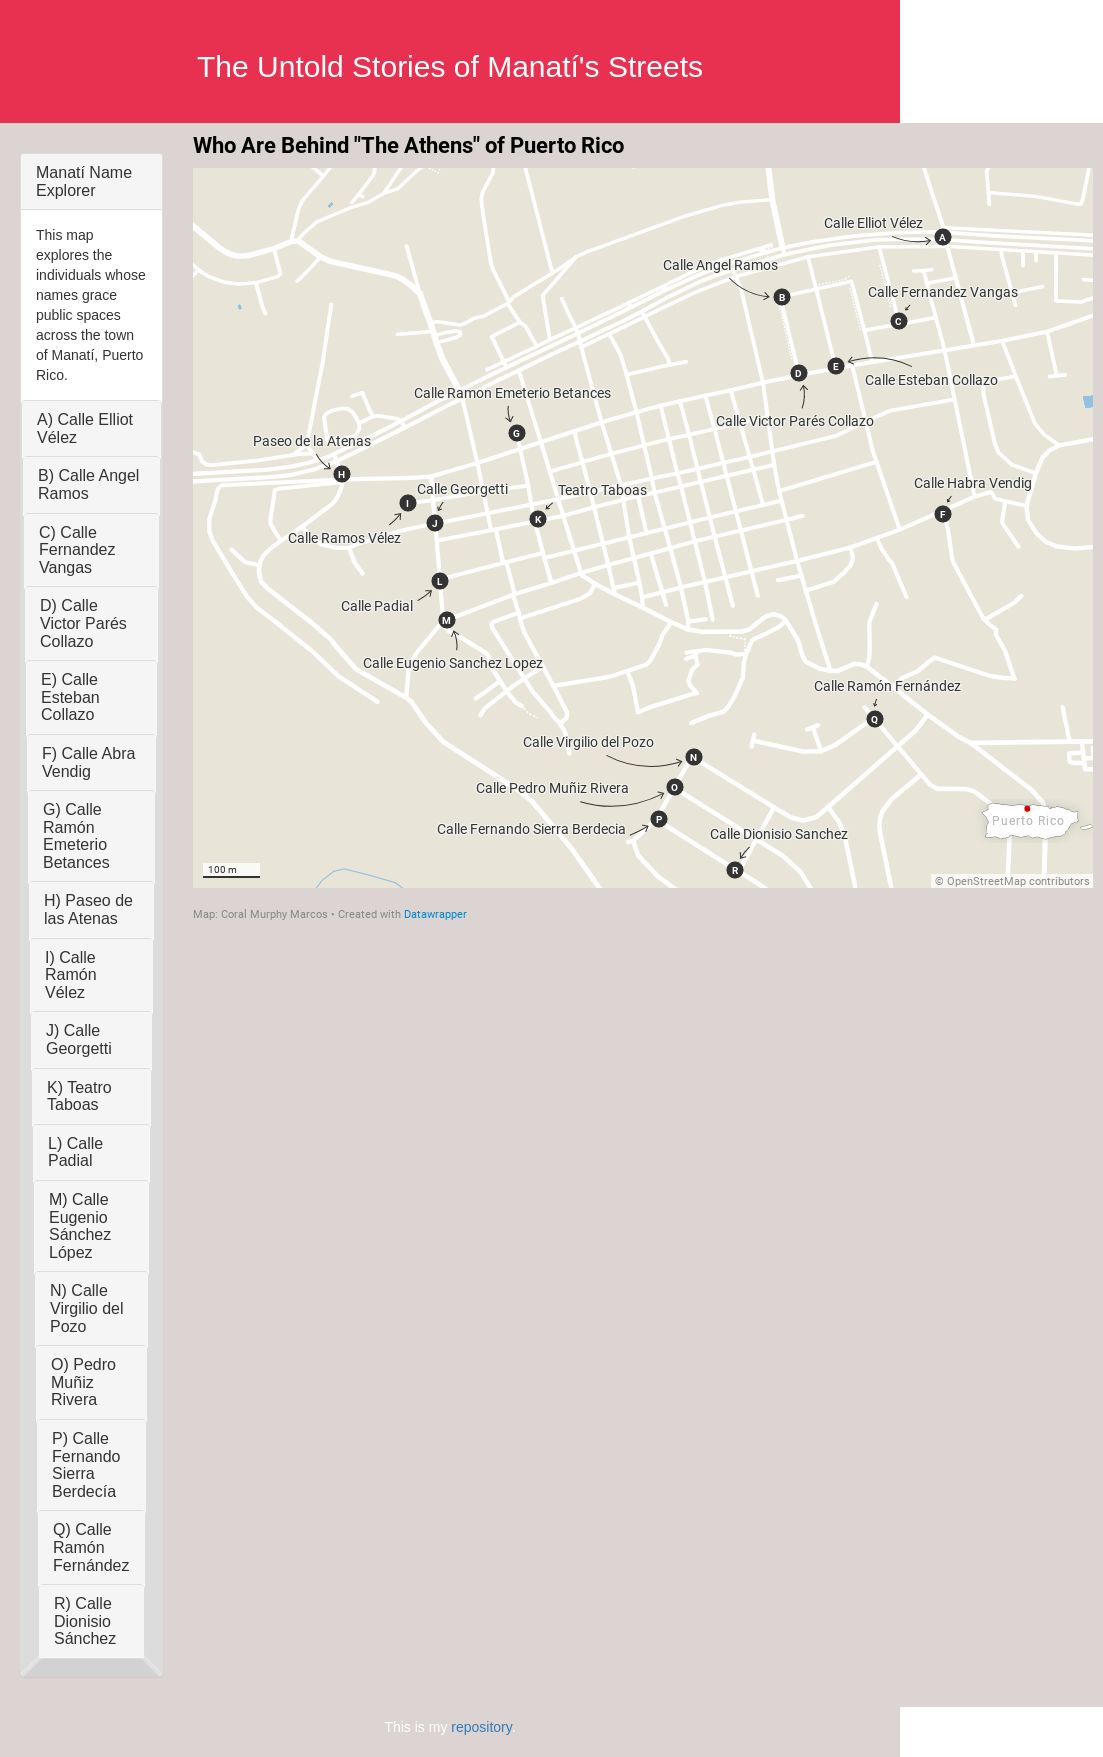 The Untold Stories of Manatí's Streets
Manatí Name
Explorer
This map
explores the
individuals whose
names grace
public spaces
across the town
of Manatí, Puerto
Rico.
A) Calle Elliot
Vélez
B) Calle Angel
Ramos
C) Calle
Fernandez
Vangas
D) Calle
Victor Parés
Collazo
E) Calle
Esteban
Collazo
F) Calle Abra
Vendig
G) Calle
Ramón
Emeterio
Betances
H) Paseo de
las Atenas
I) Calle
Ramón
Vélez
J) Calle
Georgetti
K) Teatro
Taboas
L) Calle
Padial
M) Calle
Eugenio
Sánchez
López
N) Calle
Virgilio del
Pozo
O) Pedro
Muñiz
Rivera
P) Calle
Fernando
Sierra
Berdecía
Q) Calle
Ramón
Fernández
R) Calle
Dionisio
Sánchez
Who Are Behind "The Athens" of Puerto Rico
Calle Elliot Vélez
A
Calle Angel Ramos
B
Calle Fernandez Vangas
C
D
E
Calle Esteban Collazo
Calle Ramon Emeterio Betances
Calle Victor Parés Collazo
G
Paseo de la Atenas
H
Calle Georgetti
Teatro Taboas
Calle Habra Vendig
I
J
K
F
Calle Ramos Vélez
L
Calle Padial
M
Calle Eugenio Sanchez Lopez
Calle Ramón Fernández
Q
Calle Virgilio del Pozo
N
Calle Pedro Muñiz Rivera
O
Calle Fernando Sierra Berdecia
P
Calle Dionisio Sanchez
R
Puerto Rico
100 m
© OpenStreetMap contributors
Map: Coral Murphy Marcos • Created with Datawrapper
This is my repository.